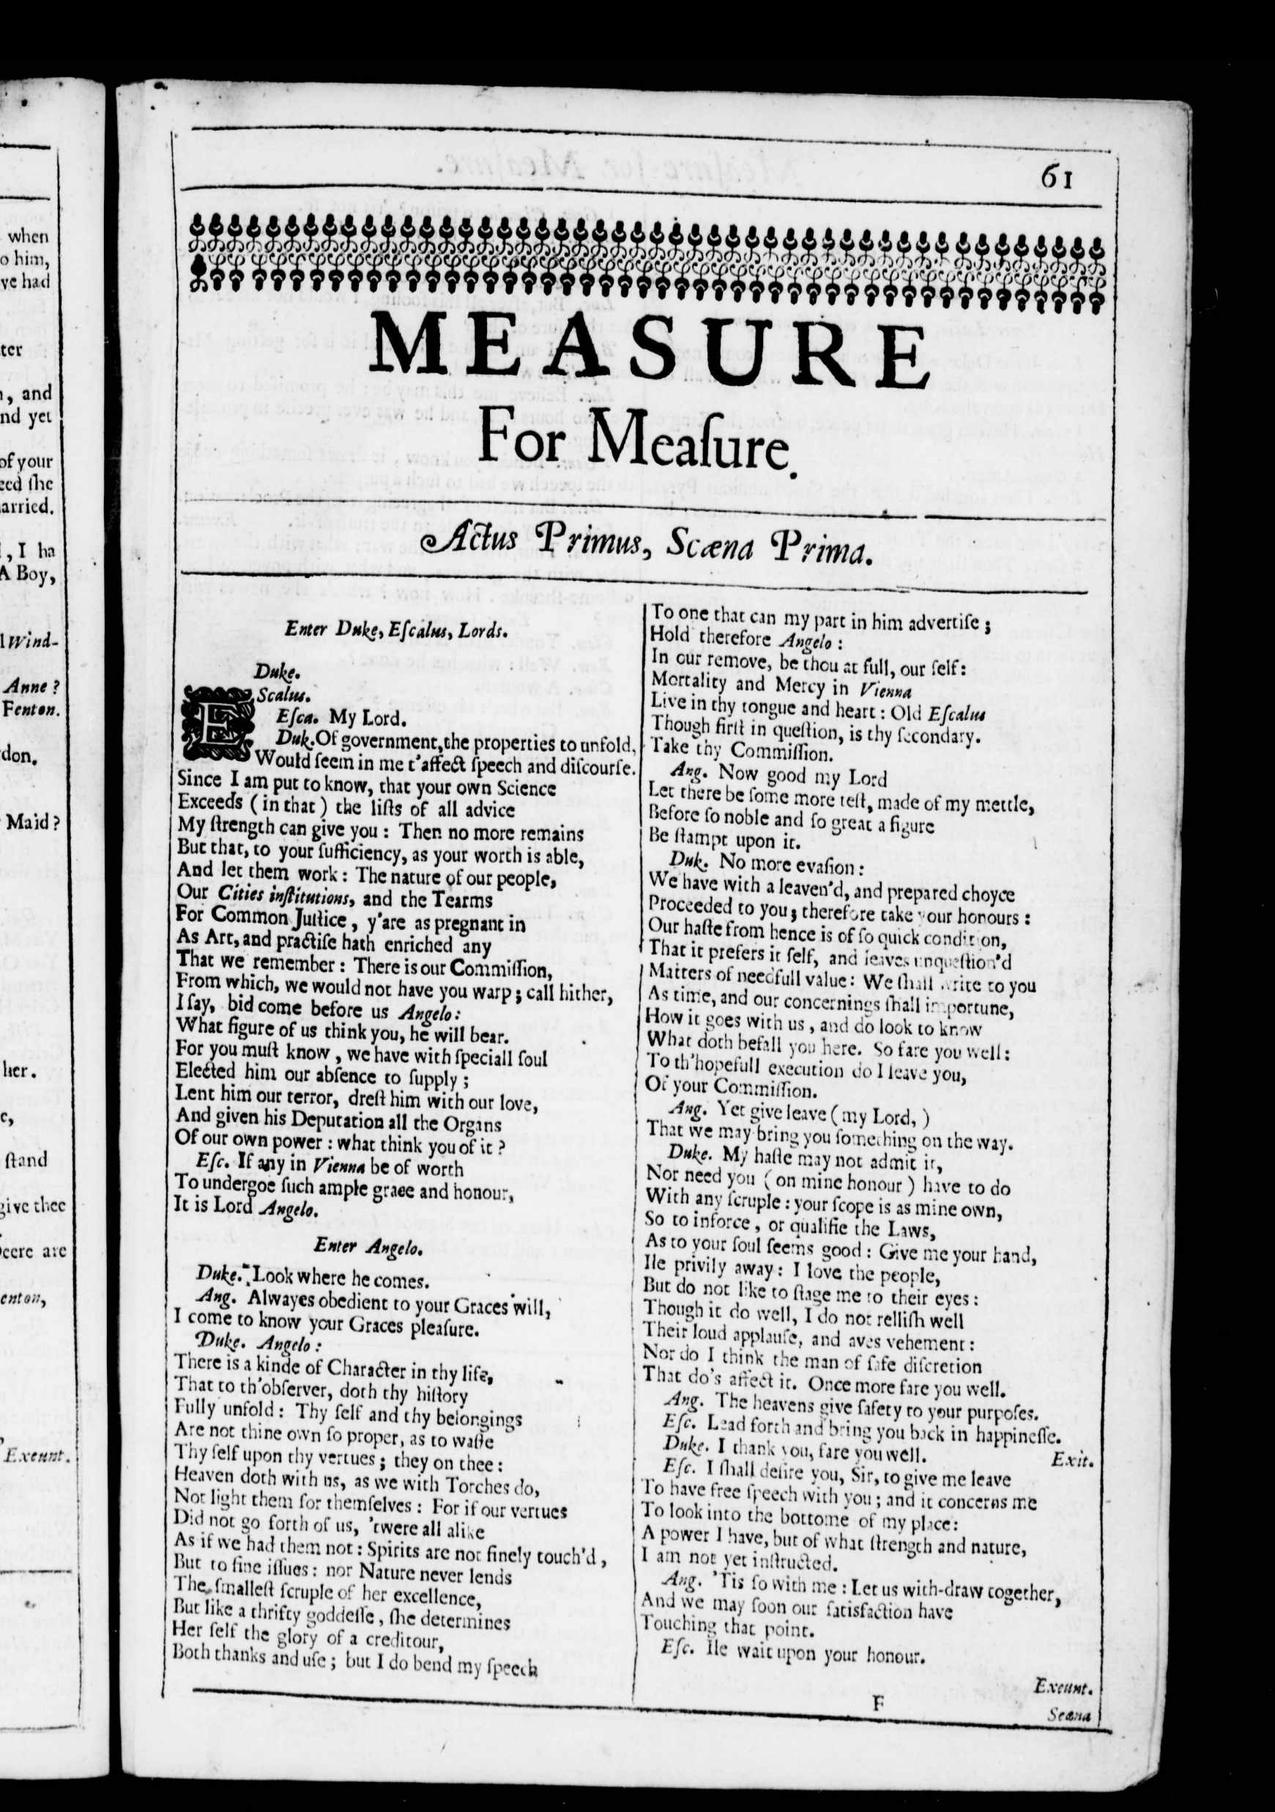 when
o him,
ve had
ter
, and
nd yet
of your
eed ſhe
arried.
, I ha
A Boy,
Wind-
Anne ?
Fenton.
don.
Maid ?
her.
ſtand
give thee
eere are
enton,
Exeunt.
61
MEASURE
For Meaſure.
Actus Primus, Scæna Prima.
Enter Duke, Eſcalus, Lords.
Duke.
EScalus.
Eſca. My Lord.
Duk. Of government, the properties to unfold,
Would ſeem in me t'affect ſpeech and diſcourſe.
Since I am put to know, that your own Science
Exceeds (in that) the liſts of all advice
My ſtrength can give you : Then no more remains
But that, to your ſufficiency, as your worth is able,
And let them work : The nature of our people,
Our Cities inſtitutions, and the Tearms
For Common Juſtice, y'are as pregnant in
As Art, and practiſe hath enriched any
That we remember : There is our Commiſſion,
From which, we would not have you warp ; call hither,
I ſay, bid come before us Angelo :
What figure of us think you, he will bear.
For you muſt know, we have with ſpeciall ſoul
Elected him our abſence to ſupply ;
Lent him our terror, dreſt him with our love,
And given his Deputation all the Organs
Of our own power : what think you of it ?
Eſc. If any in Vienna be of worth
To undergoe ſuch ample graee and honour,
It is Lord Angelo.
Enter Angelo.
Duke. Look where he comes.
Ang. Alwayes obedient to your Graces will,
I come to know your Graces pleaſure.
Duke. Angelo :
There is a kinde of Character in thy life,
That to th'obſerver, doth thy hiſtory
Fully unfold : Thy ſelf and thy belongings
Are not thine own ſo proper, as to waſte
Thy ſelf upon thy vertues ; they on thee :
Heaven doth with us, as we with Torches do,
Not light them for themſelves : For if our vertues
Did not go forth of us, 'twere all alike
As if we had them not : Spirits are not finely touch'd,
But to fine iſſues : nor Nature never lends
The ſmalleſt ſcruple of her excellence,
But like a thrifty goddeſſe, ſhe determines
Her ſelf the glory of a creditour,
Both thanks and uſe ; but I do bend my ſpeech
To one that can my part in him advertiſe ;
Hold therefore Angelo :
In our remove, be thou at full, our ſelf :
Mortality and Mercy in Vienna
Live in thy tongue and heart : Old Eſcalus
Though firſt in queſtion, is thy ſecondary.
Take thy Commiſſion.
Ang. Now good my Lord
Let there be ſome more teſt, made of my mettle,
Before ſo noble and ſo great a figure
Be ſtampt upon it.
Duk. No more evaſion :
We have with a leaven'd, and prepared choyce
Proceeded to you ; therefore take your honours :
Our haſte from hence is of ſo quick condition,
That it prefers it ſelf, and leaves unqueſtion'd
Matters of needfull value : We ſhall write to you
As time, and our concernings ſhall importune,
How it goes with us, and do look to know
What doth befall you here. So fare you well :
To th'hopefull execution do I leave you,
Of your Commiſſion.
Ang. Yet give leave (my Lord,)
That we may bring you ſomething on the way.
Duke. My haſte may not admit it,
Nor need you (on mine honour) have to do
With any ſcruple : your ſcope is as mine own,
So to inforce, or qualifie the Laws,
As to your ſoul ſeems good : Give me your hand,
Ile privily away : I love the people,
But do not like to ſtage me to their eyes :
Though it do well, I do not relliſh well
Their loud applauſe, and aves vehement :
Nor do I think the man of ſafe diſcretion
That do's affect it. Once more fare you well.
Ang. The heavens give ſafety to your purpoſes.
Eſc. Lead forth and bring you back in happineſſe.
Duke. I thank you, fare you well. Exit.
Eſc. I ſhall deſire you, Sir, to give me leave
To have free ſpeech with you ; and it concerns me
To look into the bottome of my place :
A power I have, but of what ſtrength and nature,
I am not yet inſtructed.
Ang. 'Tis ſo with me : Let us with-draw together,
And we may ſoon our ſatisfaction have
Touching that point.
Eſc. Ile wait upon your honour.
Exeunt.
F
Scæna